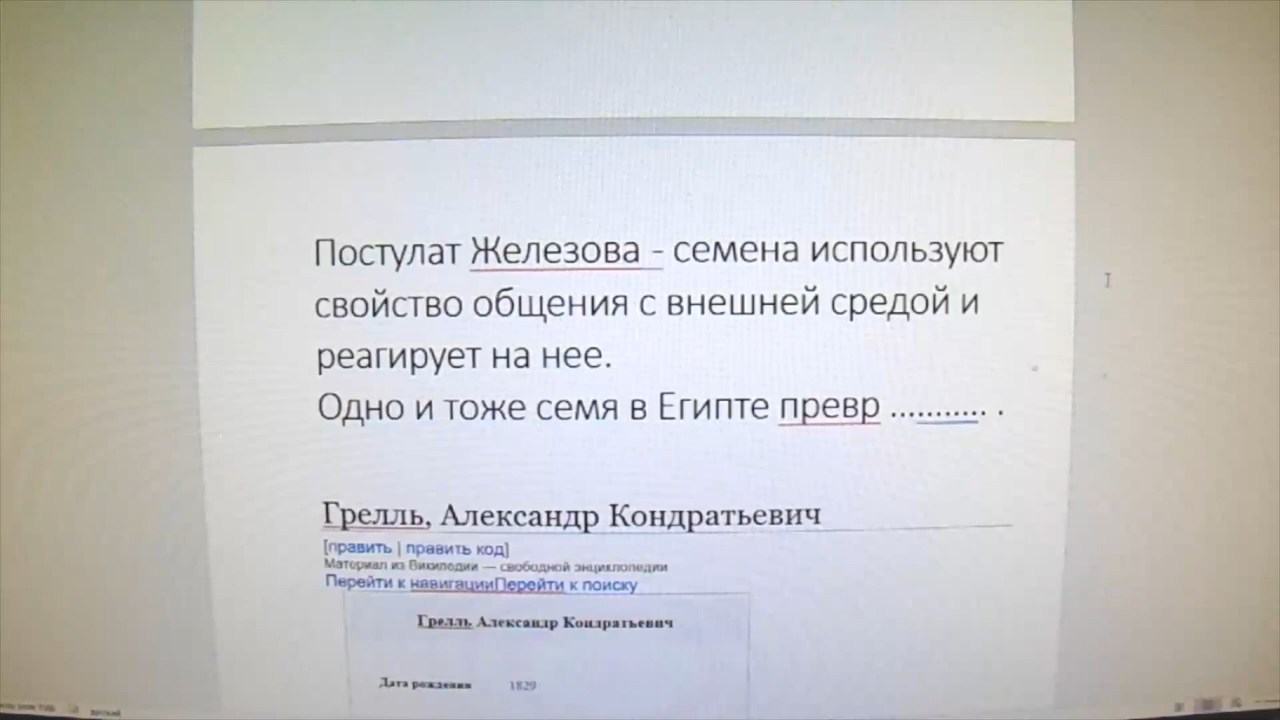 Постулат Железова - семена используют
свойство общения с внешней средой и
реагирует на нее.
Одно и тоже семя в Египте превр ............ .
Грелль, Александр Кондратьевич
[править | править код]
Материал из Википедии — свободной энциклопедии
Перейти к навигацииПерейти к поиску
Грелль, Александр Кондратьевич
Дата рождения 1829